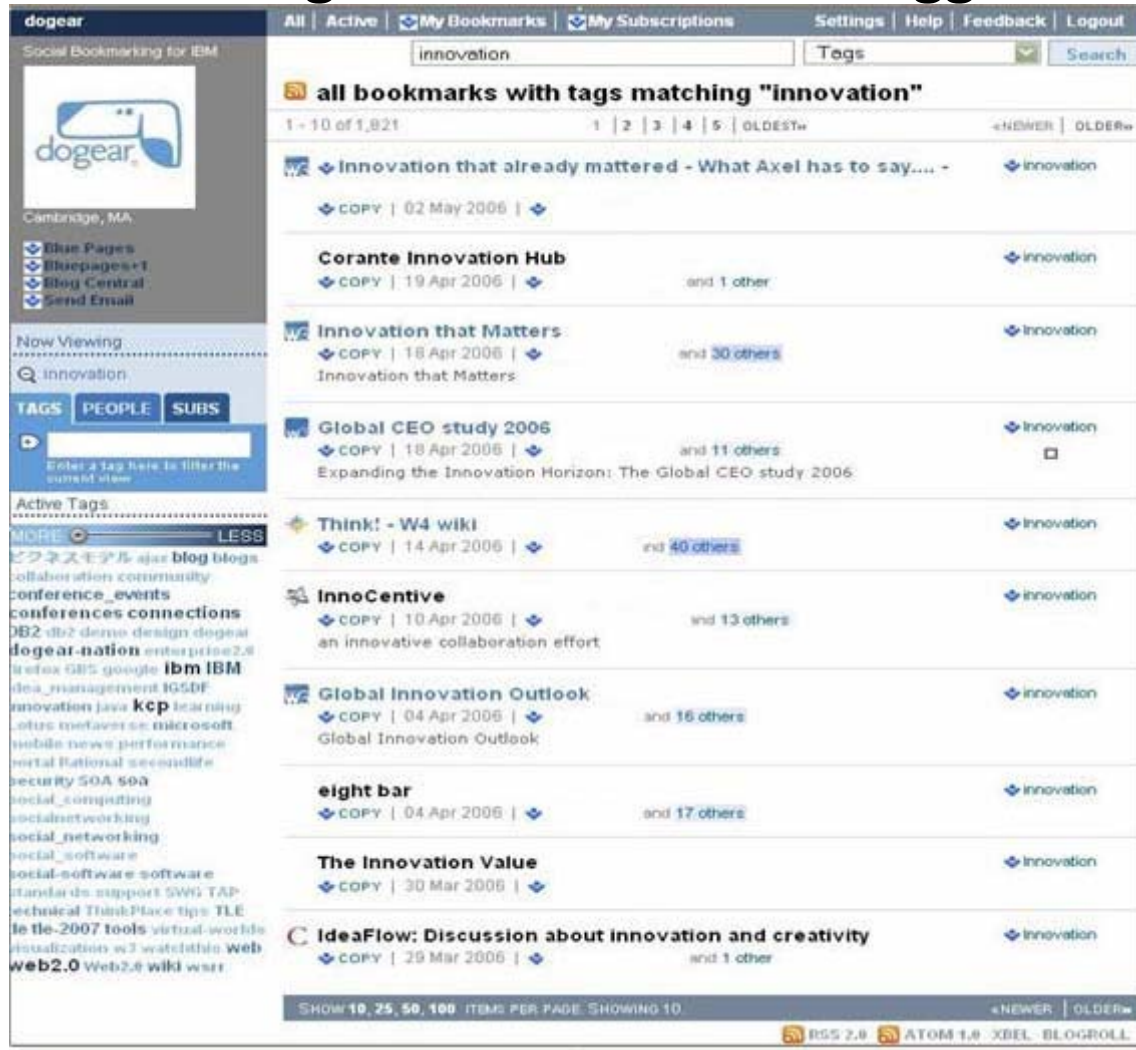 dogear
Social Bookmarking for IBM
dogear
Cambridge, MA
Blue Pages
Bluepages+1
Blog Central
Send Email
Now Viewing
innovation
TAGS PEOPLE SUBS
Enter a tag here to filter the
current view
Active Tags
MORE LESS
ajax blog blogs
collaboration community
conference_events
conferences connections
DB2 db2 demo design dogear
dogear-nation enterprise2.0
firefox GBS google ibm IBM
idea_management IGSDF
innovation java kcp learning
Lotus metaverse microsoft
mobile news performance
portal Rational secondlife
security SOA soa
social_computing
socialnetworking
social_networking
social_software
social-software software
standards support SWG TAP
technical ThinkPlace tips TLE
tle tle-2007 tools virtual-worlds
visualization w3 watchthis web
web2.0 Web2.0 wiki
All | Active | My Bookmarks | My Subscriptions Settings | Help | Feedback | Logout
innovation Tags Search
all bookmarks with tags matching "innovation"
1 - 10 of 1,821 1 | 2 | 3 | 4 | 5 | OLDEST» «NEWER | OLDER»
Innovation that already mattered - What Axel has to say.... - innovation
COPY | 02 May 2006 |
Corante Innovation Hub innovation
COPY | 19 Apr 2006 | and 1 other
Innovation that Matters innovation
COPY | 18 Apr 2006 | and 30 others
Innovation that Matters
Global CEO study 2006 innovation
COPY | 18 Apr 2006 | and 11 others
Expanding the Innovation Horizon: The Global CEO study 2006
Think! - W4 wiki innovation
COPY | 14 Apr 2006 | and 40 others
InnoCentive innovation
COPY | 10 Apr 2006 | and 13 others
an innovative collaboration effort
Global Innovation Outlook innovation
COPY | 04 Apr 2006 | and 16 others
Global Innovation Outlook
eight bar innovation
COPY | 04 Apr 2006 | and 17 others
The Innovation Value innovation
COPY | 30 Mar 2006 |
IdeaFlow: Discussion about innovation and creativity innovation
COPY | 29 Mar 2006 | and 1 other
SHOW 10, 25, 50, 100 ITEMS PER PAGE. SHOWING 10. «NEWER | OLDER»
RSS 2.0 ATOM 1.0 XBEL BLOGROLL